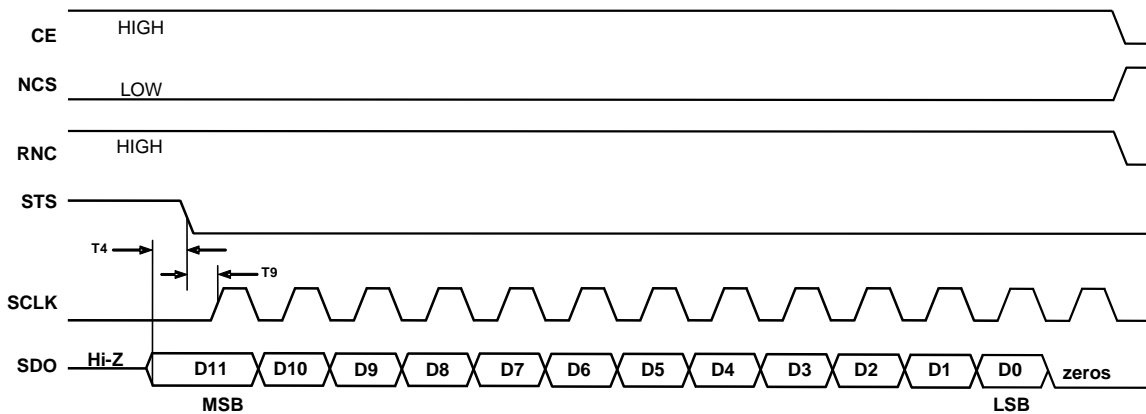 CE HIGH
NCS LOW
RNC HIGH
STS
T4
T9
SCLK
SDO Hi-Z D11 D10 D9 D8 D7 D6 D5 D4 D3 D2 D1 D0 zeros
MSB LSB